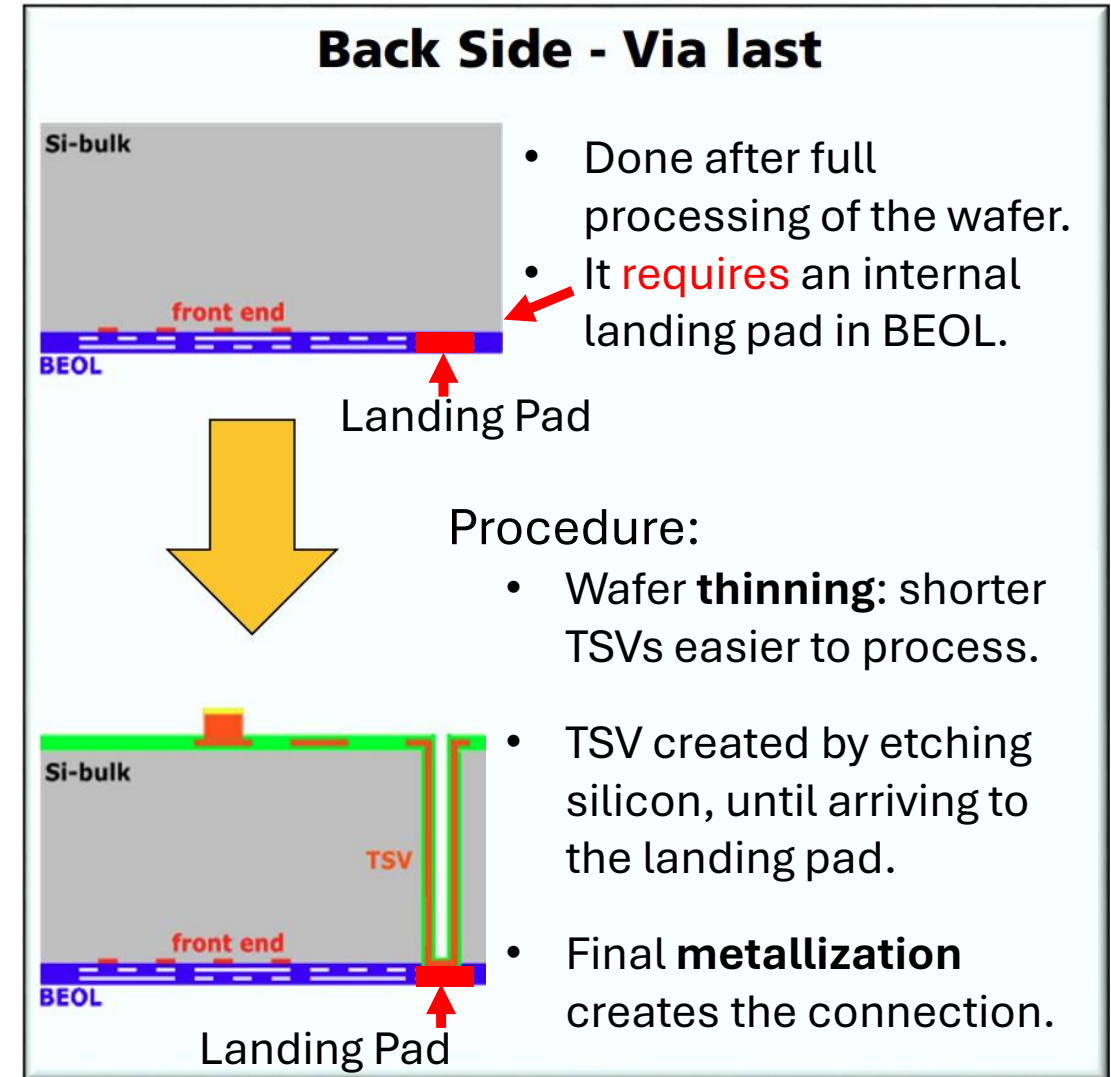 Back Side - Via last
Si-bulk
front end
BEOL
Landing Pad
• Done after full
processing of the wafer.
• It requires an internal
landing pad in BEOL.
Procedure:
• Wafer thinning: shorter
TSVs easier to process.
• TSV created by etching
silicon, until arriving to
the landing pad.
• Final metallization
creates the connection.
Si-bulk
TSV
front end
BEOL
Landing Pad